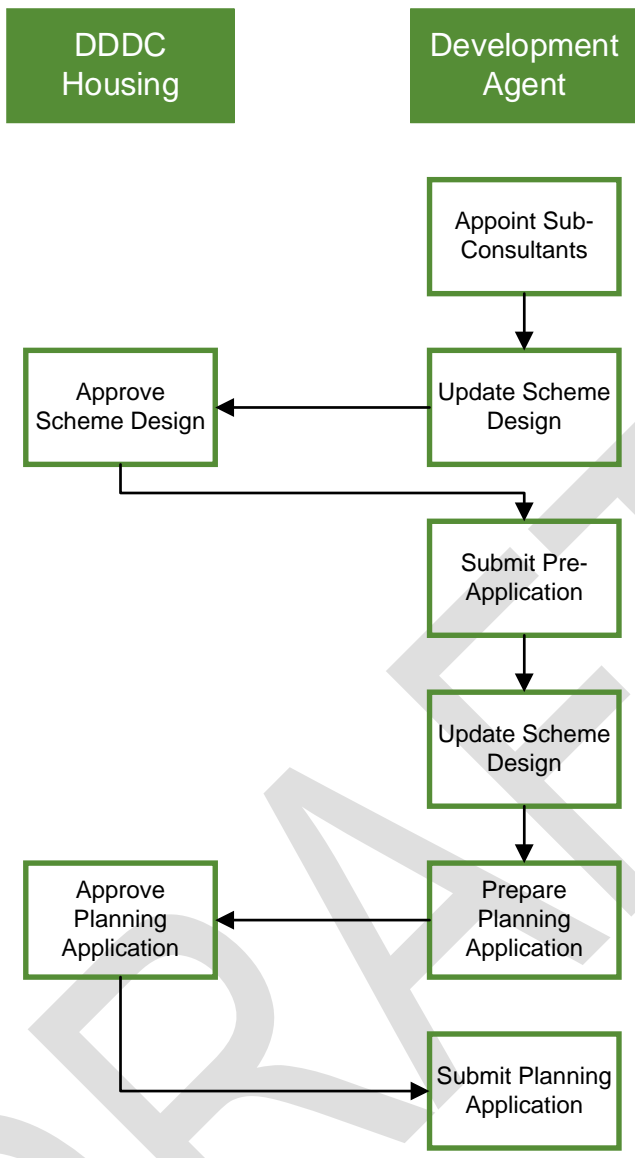 DDDC
Housing
Development
Agent
Appoint Sub-
Consultants
Approve
Scheme Design
Update Scheme
Design
Submit Pre-
Application
Update Scheme
Design
Approve
Planning
Application
Prepare
Planning
Application
Submit Planning
Application
DRAFT